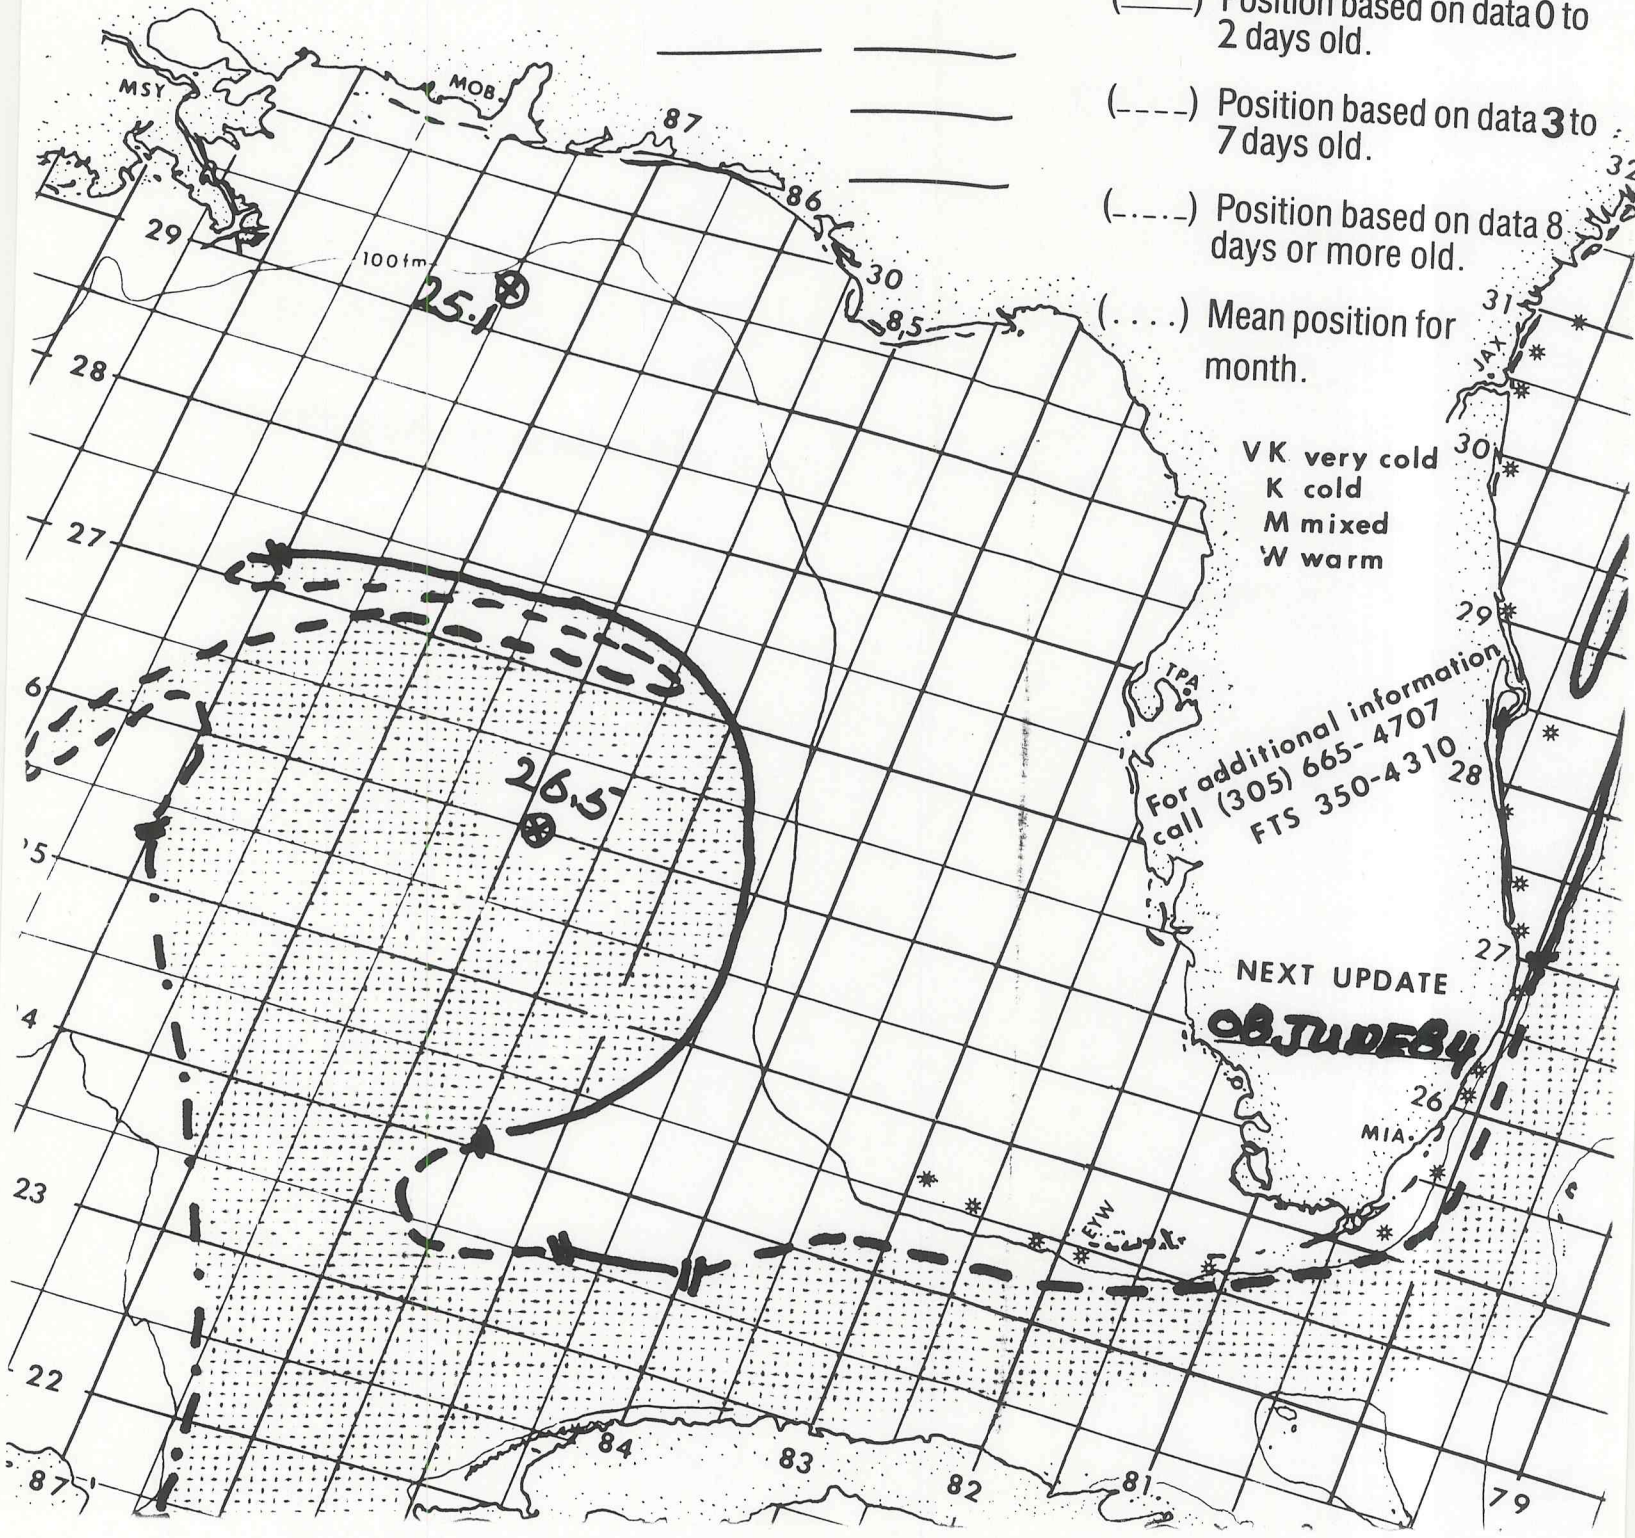 (____) Position based on data 0 to
2 days old.
(_ _ _ _) Position based on data 3 to
7 days old.
(_._._) Position based on data 8
days or more old.
(. . . .) Mean position for
month.
VK very cold
K cold
M mixed
W warm
For additional information
call (305) 665-4707
FTS 350-4310
NEXT UPDATE
08JUNE84
MSY
MOB
87
86
30
85
29
100fm
25.1
28
27
26.5
23
22
87
84
83
82
81
79
32
31
JAX
30
29
28
27
26
TPA
MIA
EYW